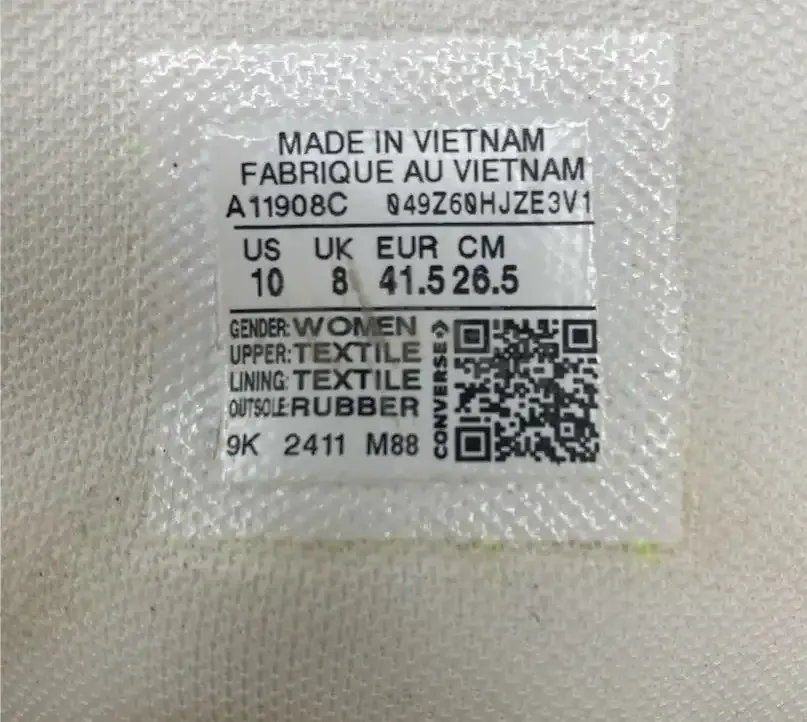 MADE IN VIETNAM
FABRIQUE AU VIETNAM
A11908C 049Z60HJZE3V1
US UK EUR CM
10 8 41.5 26.5
GENDER: WOMEN
UPPER: TEXTILE
LINING: TEXTILE
OUTSOLE: RUBBER
9K 2411 M88
CONVERSE